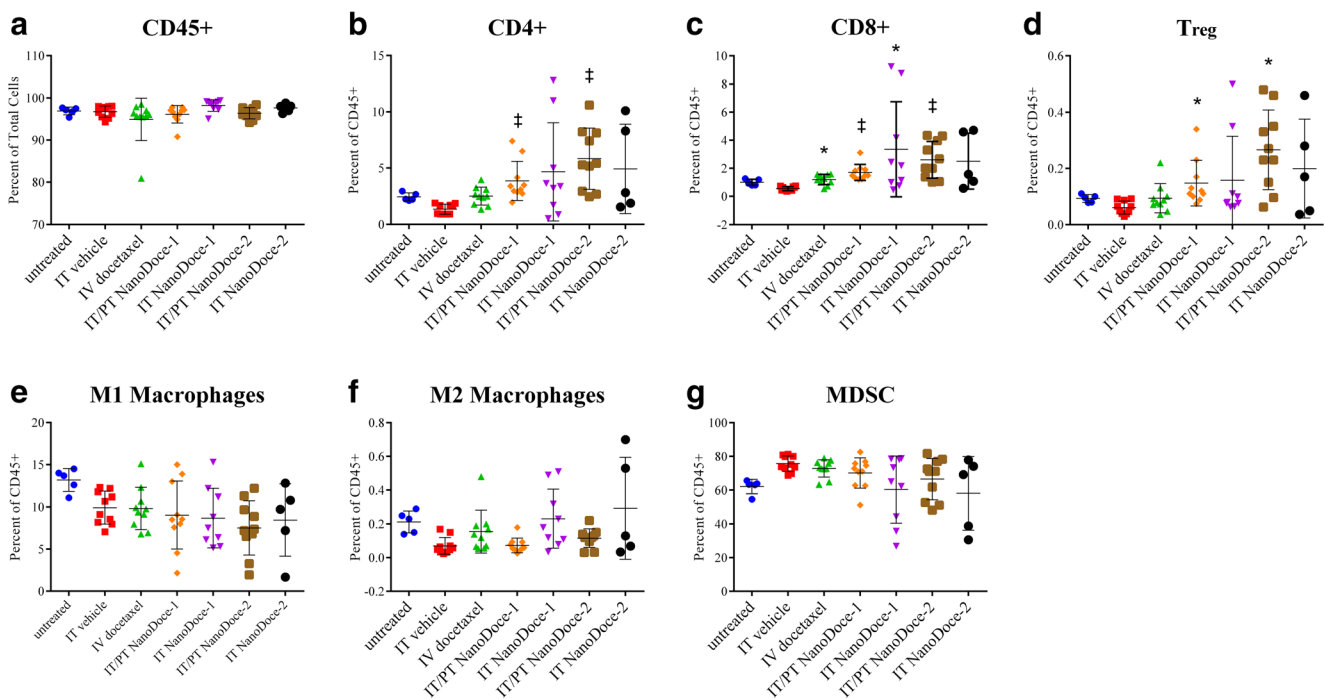 a CD45+
Percent of Total Cells
110
100
90
80
70
untreated
IT vehicle
IV docetaxel
IT/PT NanoDoce-1
IT NanoDoce-1
IT/PT NanoDoce-2
IT NanoDoce-2
b CD4+
Percent of CD45+
15
10
5
0
‡
‡
untreated
IT vehicle
IV docetaxel
IT/PT NanoDoce-1
IT NanoDoce-1
IT/PT NanoDoce-2
IT NanoDoce-2
c CD8+
Percent of CD45+
10
8
6
4
2
0
-2
*
‡
*
‡
untreated
IT vehicle
IV docetaxel
IT/PT NanoDoce-1
IT NanoDoce-1
IT/PT NanoDoce-2
IT NanoDoce-2
d Treg
Percent of CD45+
0.6
0.4
0.2
0.0
*
*
untreated
IT vehicle
IV docetaxel
IT/PT NanoDoce-1
IT NanoDoce-1
IT/PT NanoDoce-2
IT NanoDoce-2
e M1 Macrophages
Percent of CD45+
20
15
10
5
0
untreated
IT vehicle
IV docetaxel
IT/PT NanoDoce-1
IT NanoDoce-1
IT/PT NanoDoce-2
IT NanoDoce-2
f M2 Macrophages
Percent of CD45+
0.8
0.6
0.4
0.2
0.0
-0.2
untreated
IT vehicle
IV docetaxel
IT/PT NanoDoce-1
IT NanoDoce-1
IT/PT NanoDoce-2
IT NanoDoce-2
g MDSC
Percent of CD45+
100
80
60
40
20
0
untreated
IT vehicle
IV docetaxel
IT/PT NanoDoce-1
IT NanoDoce-1
IT/PT NanoDoce-2
IT NanoDoce-2